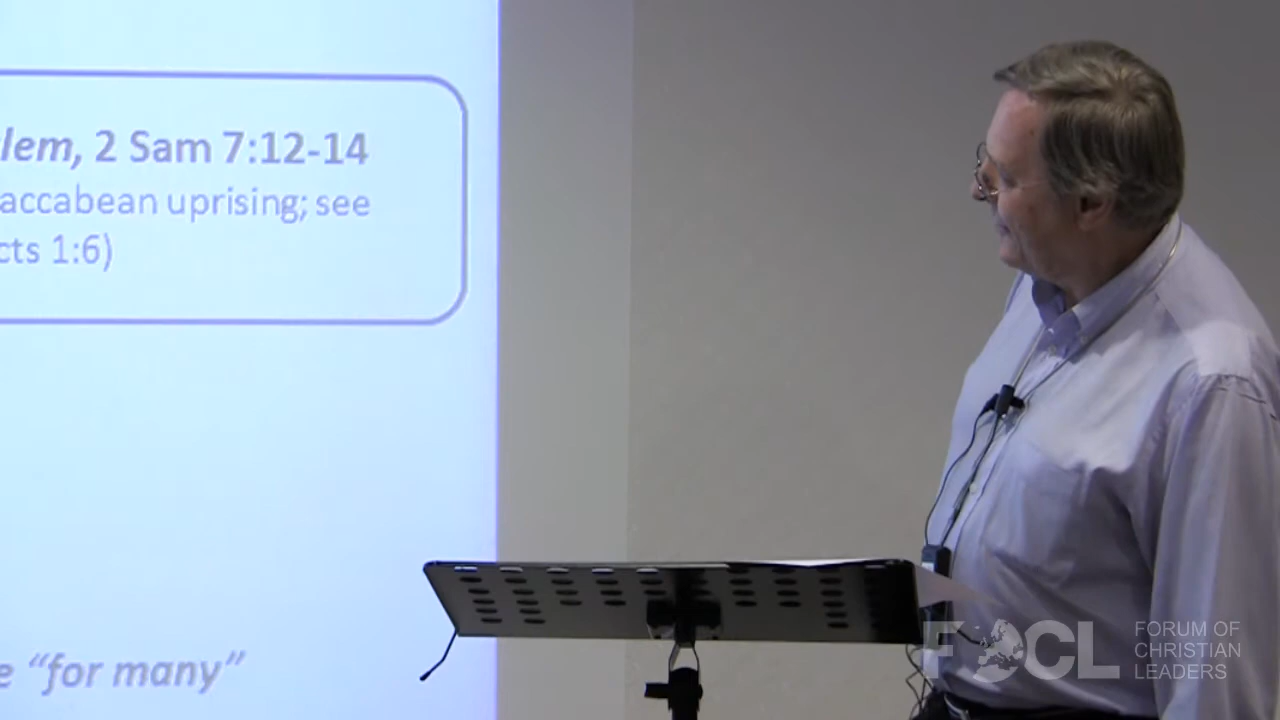 lem, 2 Sam 7:12-14
accabean uprising; see
cts 1:6)
e “for many”
FOCL
FORUM OF
CHRISTIAN
LEADERS